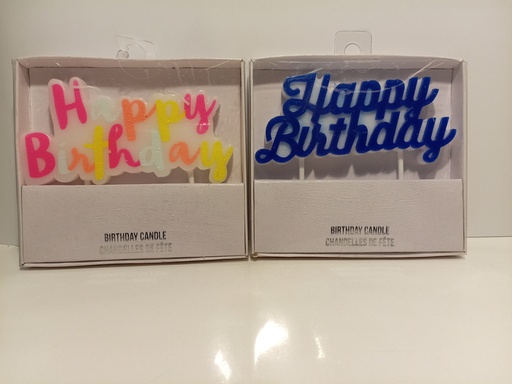 Happy
Birthday
BIRTHDAY CANDLE
CHANDELLES DE FÊTE
Happy
Birthday
BIRTHDAY CANDLE
CHANDELLES DE FÊTE